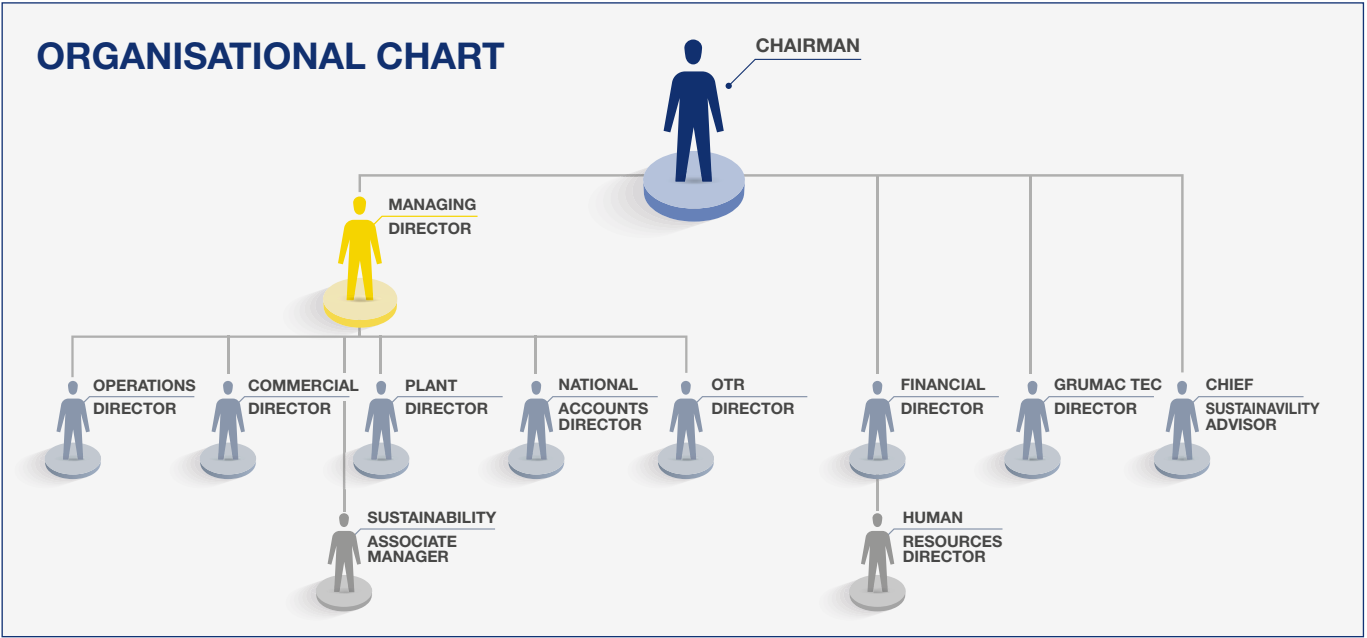 ORGANISATIONAL CHART
CHAIRMAN
MANAGING
DIRECTOR
OPERATIONS
DIRECTOR
COMMERCIAL
DIRECTOR
PLANT
DIRECTOR
NATIONAL
ACCOUNTS
DIRECTOR
OTR
DIRECTOR
FINANCIAL
DIRECTOR
GRUMAC TEC
DIRECTOR
CHIEF
SUSTAINAVILITY
ADVISOR
SUSTAINABILITY
ASSOCIATE
MANAGER
HUMAN
RESOURCES
DIRECTOR